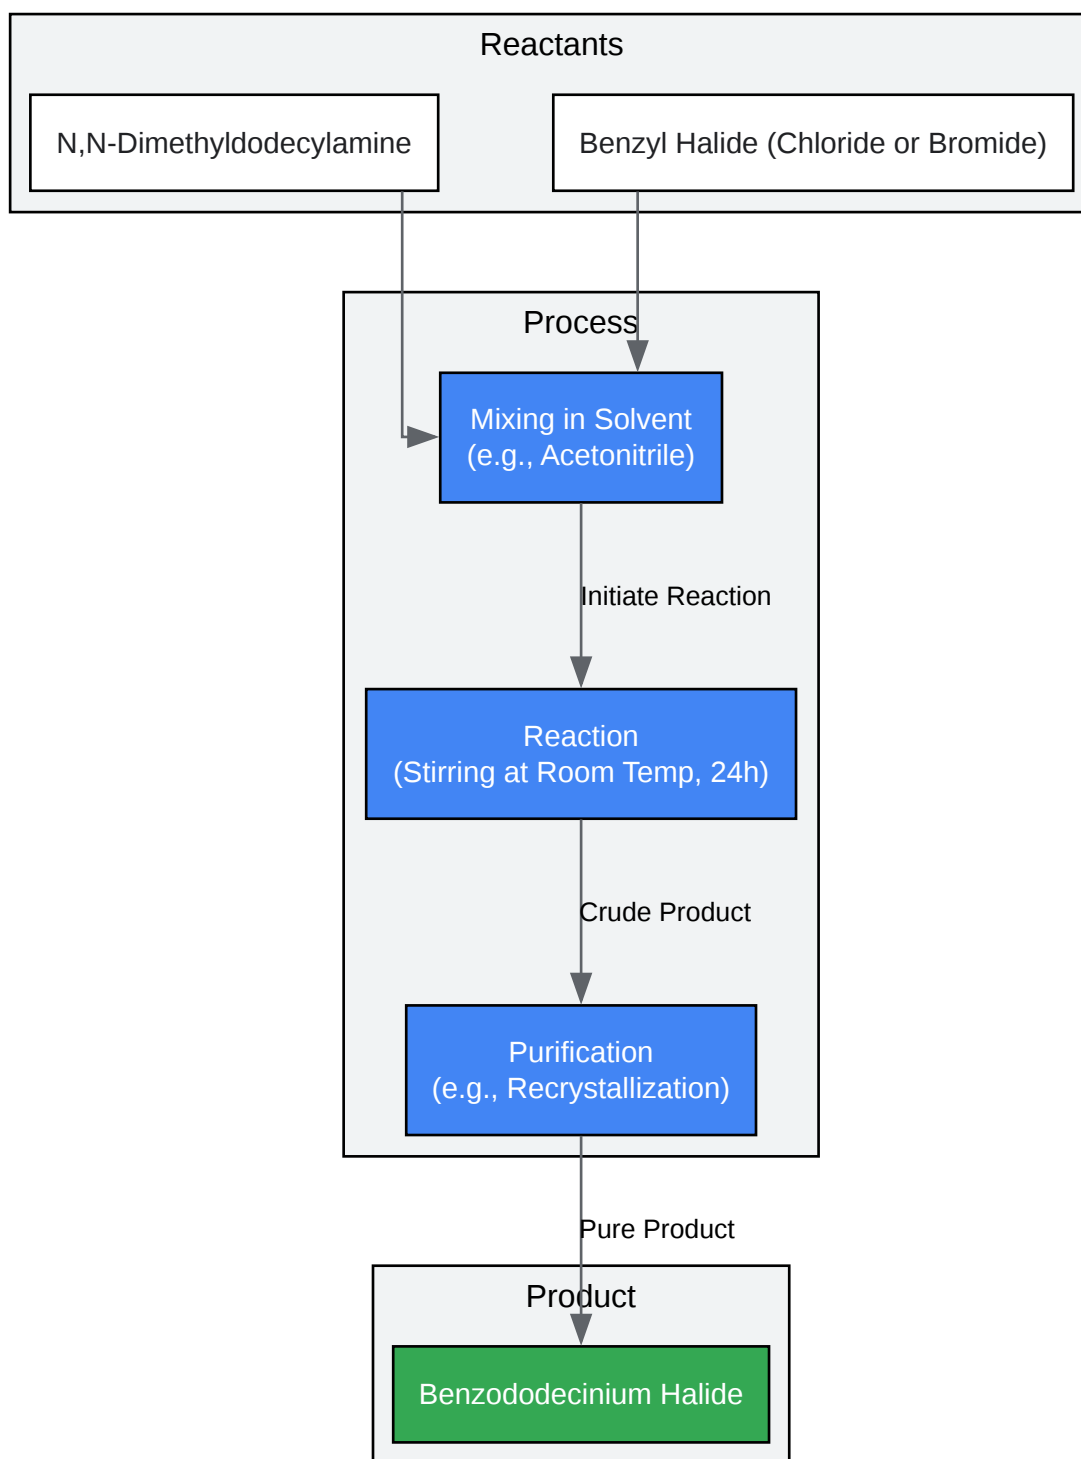 Reactants
N,N-Dimethyldodecylamine
Benzyl Halide (Chloride or Bromide)
Process
Mixing in Solvent
(e.g., Acetonitrile)
Initiate Reaction
Reaction
(Stirring at Room Temp, 24h)
Crude Product
Purification
(e.g., Recrystallization)
Pure Product
Product
Benzododecinium Halide